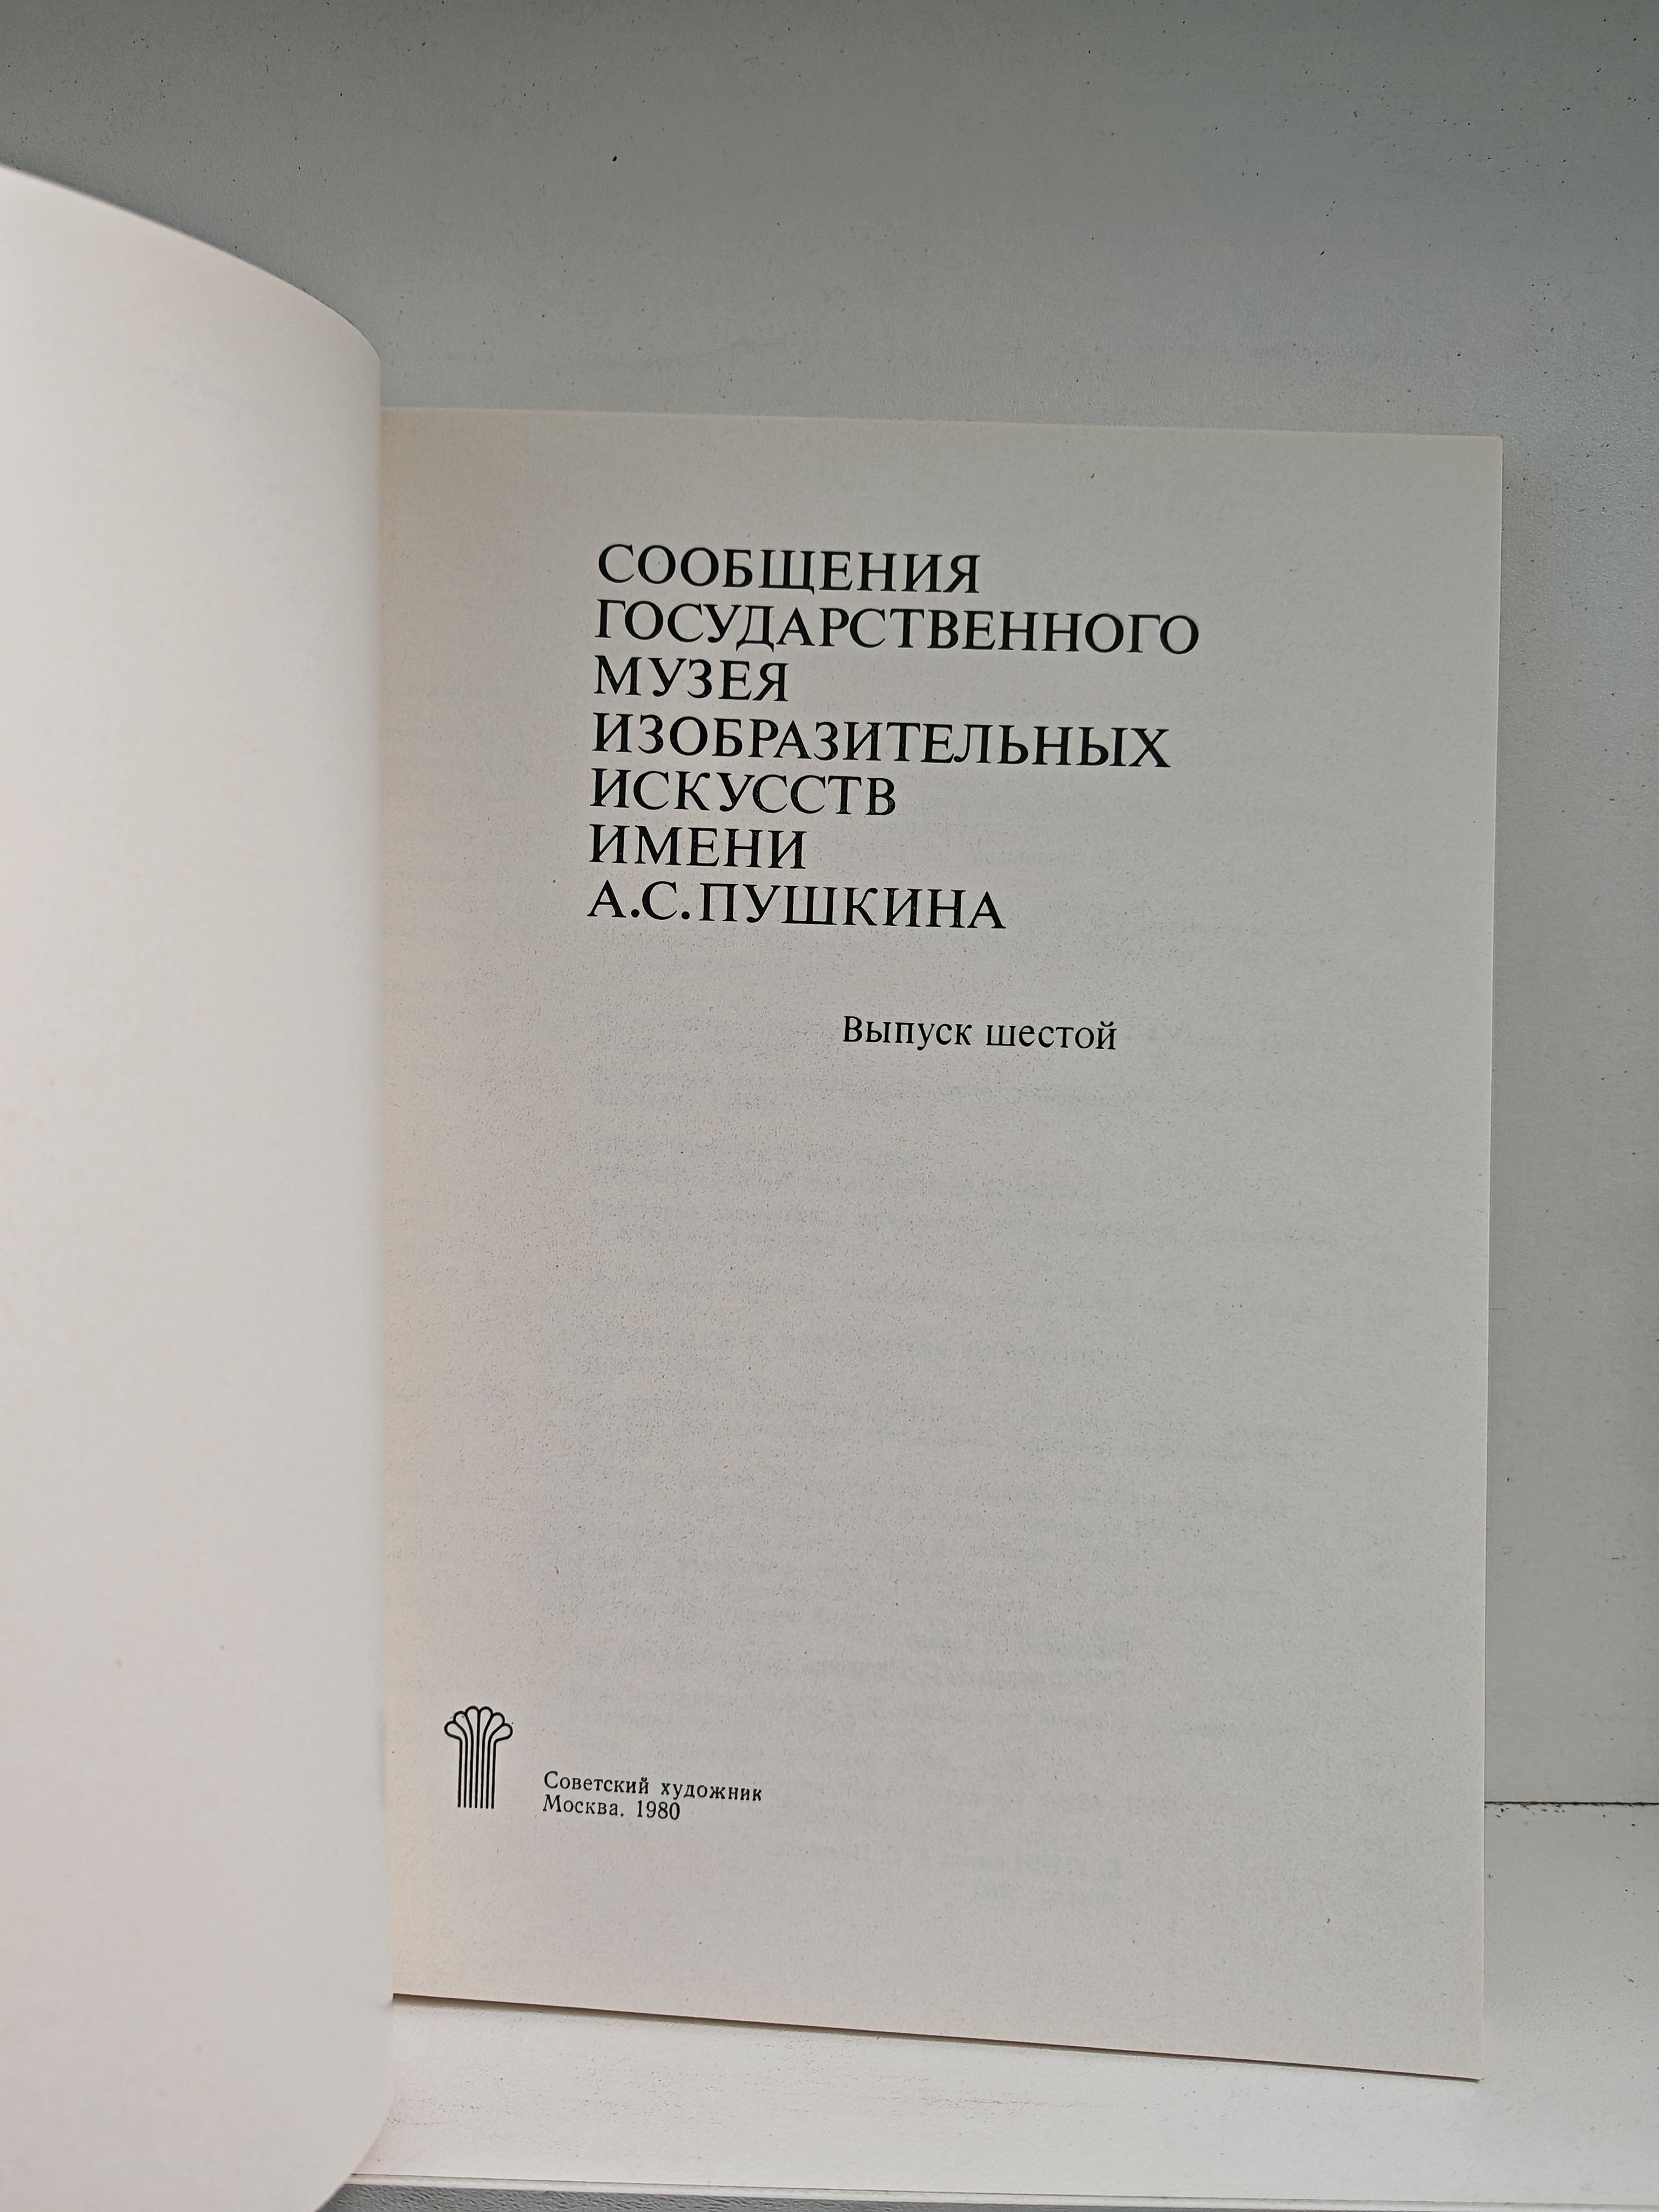 СООБЩЕНИЯ
ГОСУДАРСТВЕННОГО
МУЗЕЯ
ИЗОБРАЗИТЕЛЬНЫХ
ИСКУССТВ
ИМЕНИ
А.С.ПУШКИНА
Выпуск шестой
Советский художник
Москва. 1980